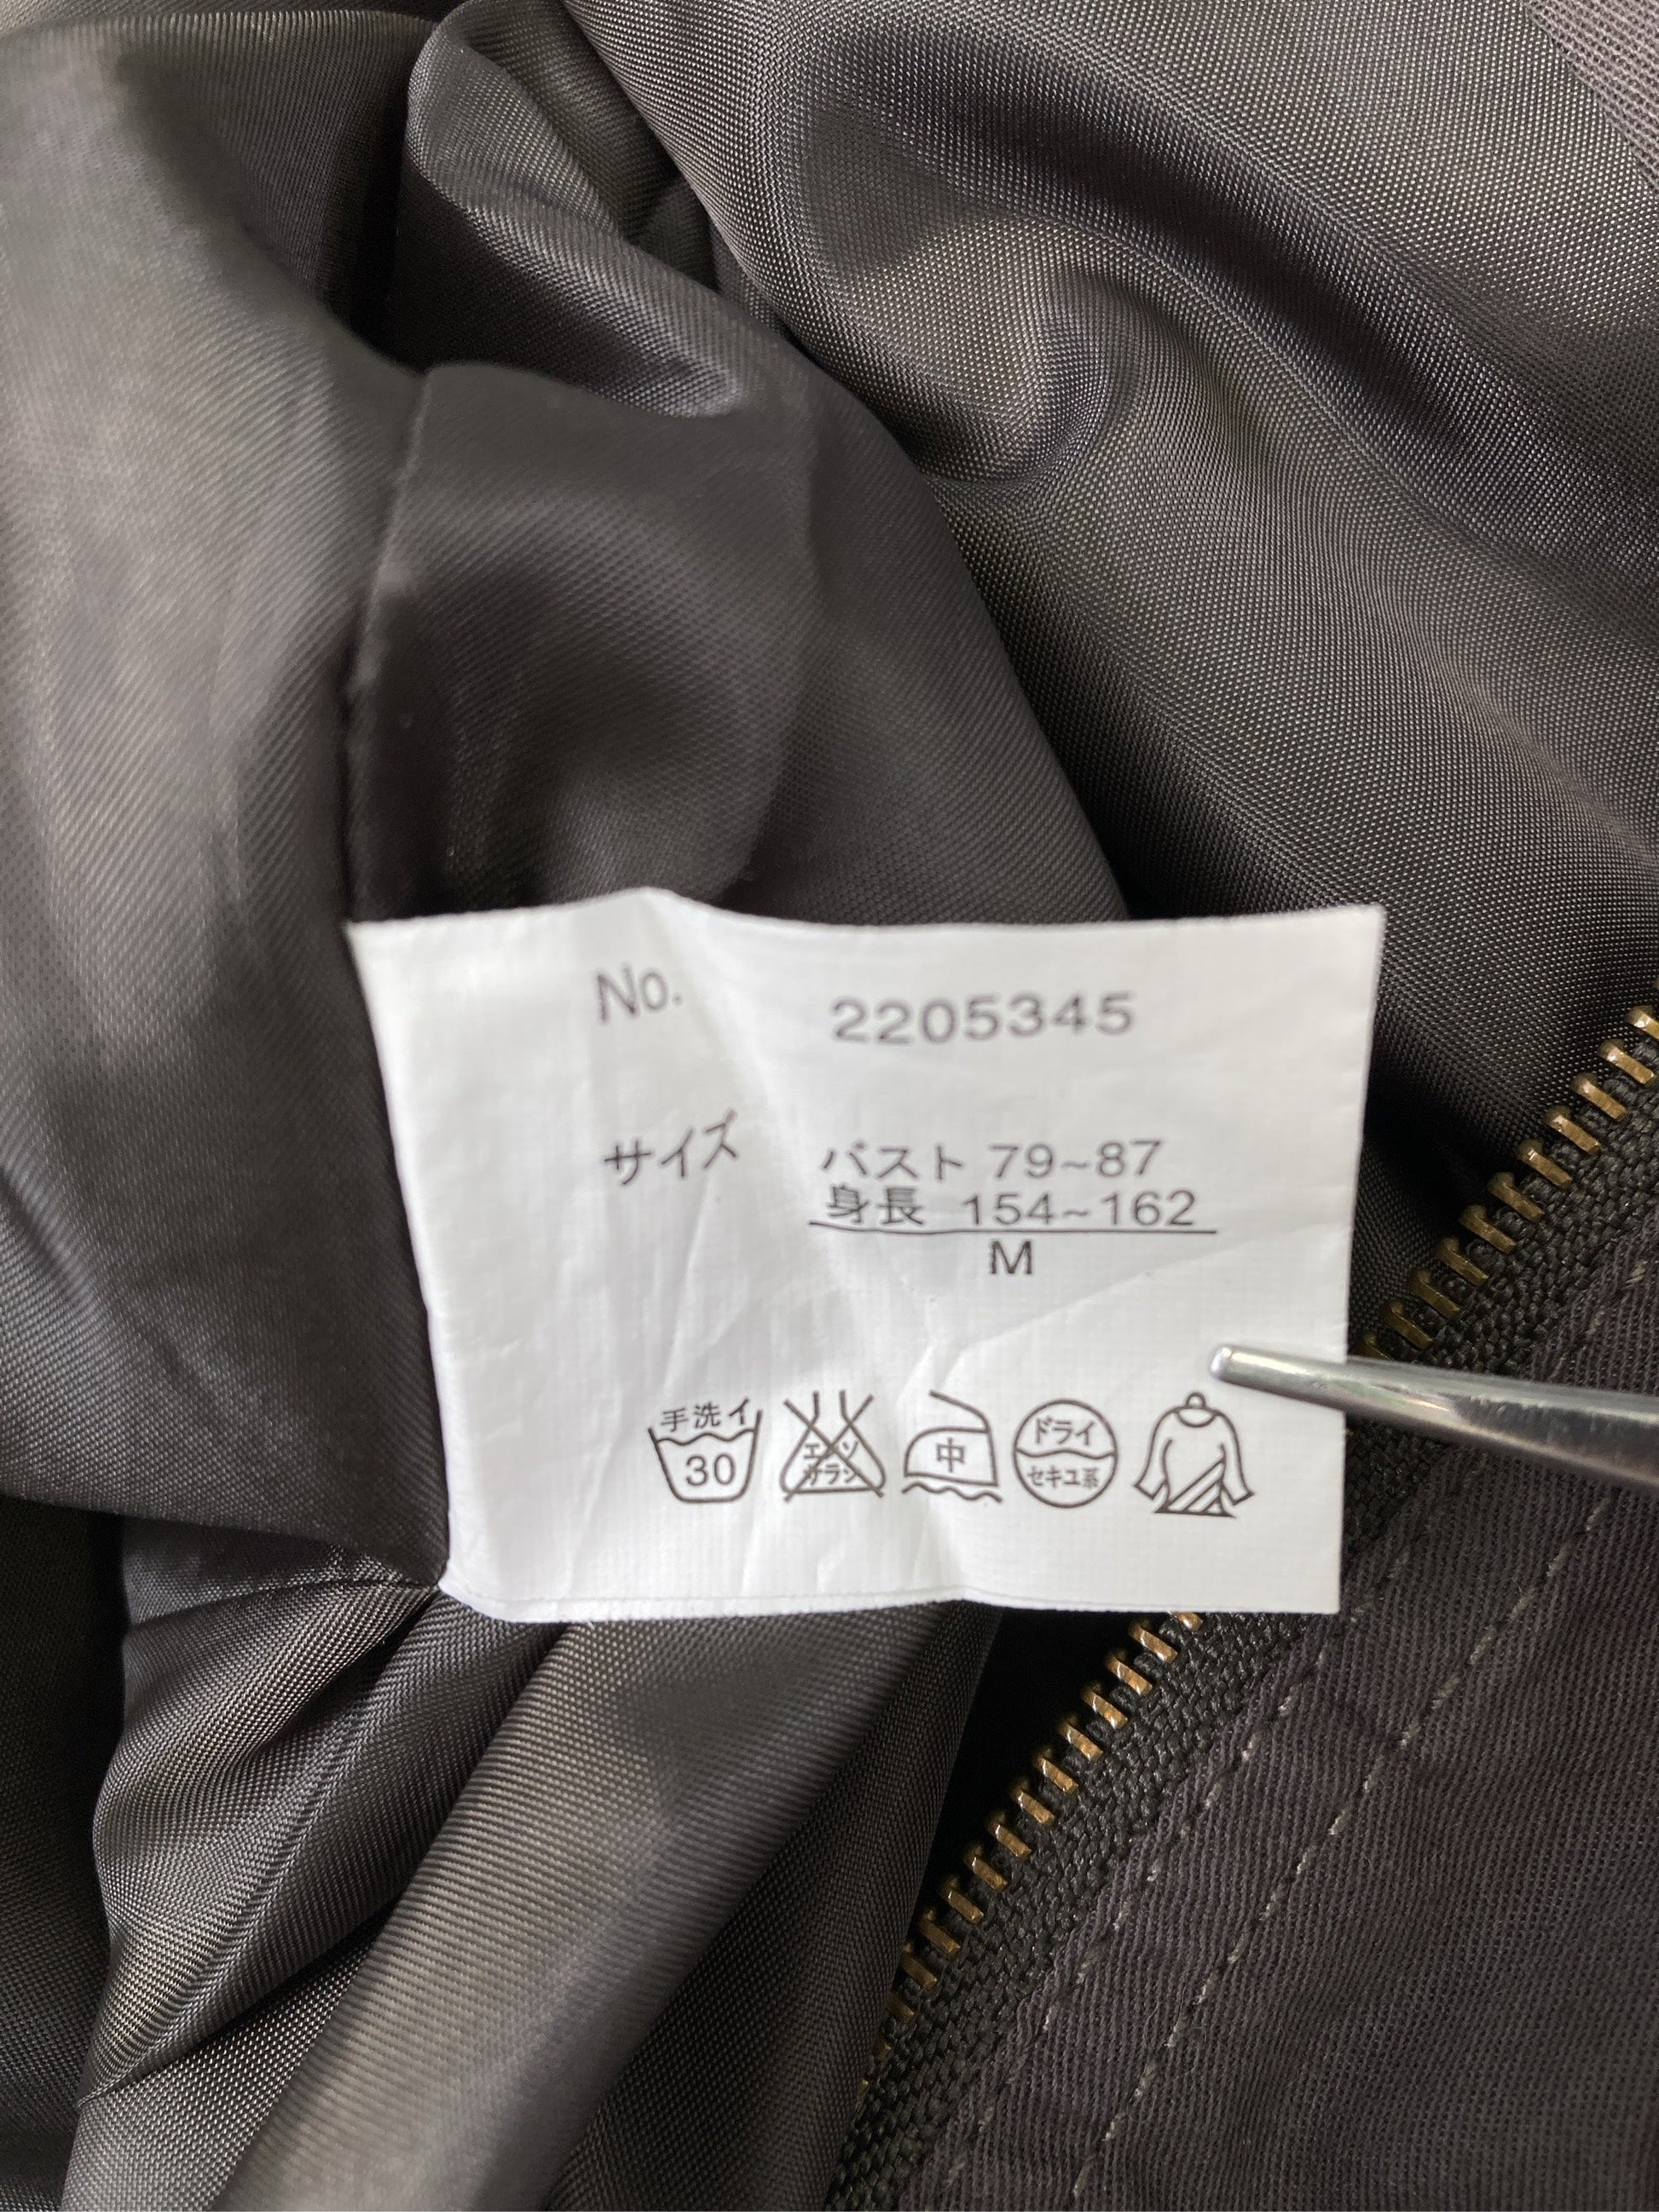 No. 2205345
サイズ バスト 79~87
身長 154~162
M
手洗イ
30
エンソ
サラシ
中
ドライ
セキユ系